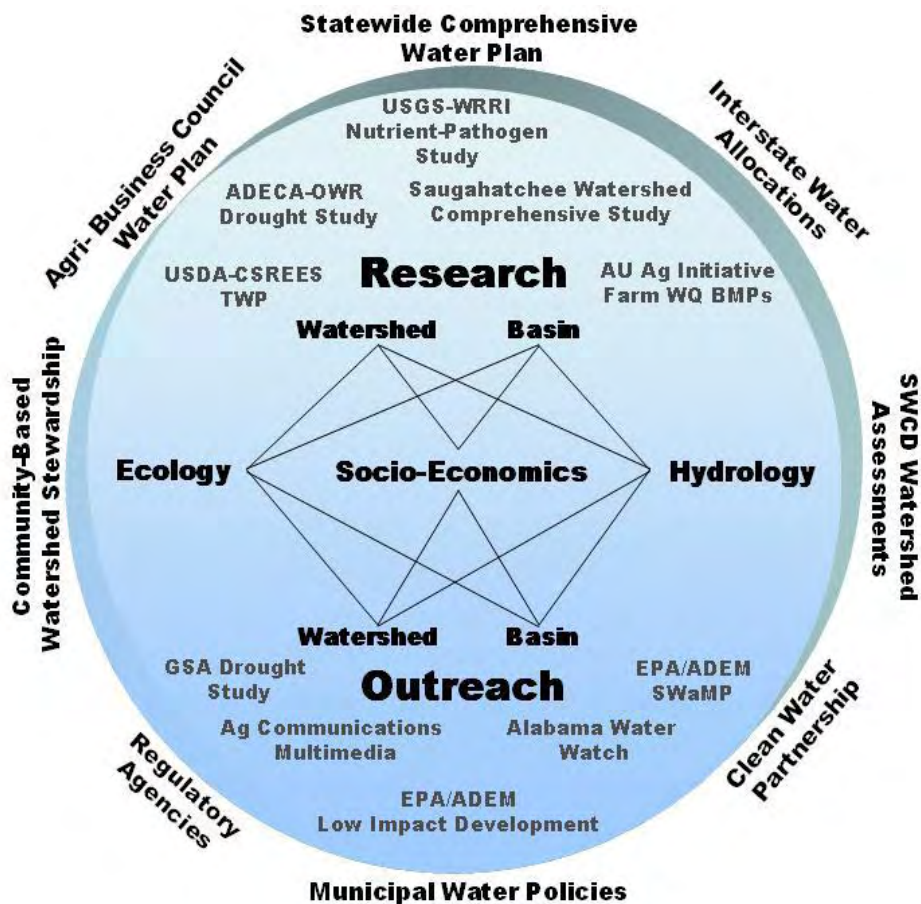 Statewide Comprehensive
Water Plan
Agri- Business Council
Water Plan
Interstate Water
Allocations
USGS-WRRI
Nutrient-Pathogen
Study
ADECA-OWR
Drought Study
Saugahatchee Watershed
Comprehensive Study
USDA-CSREES
TWP
Research
AU Ag Initiative
Farm WQ BMPs
Watershed
Basin
Community-Based
Watershed Stewardship
Ecology
Socio-Economics
Hydrology
SWCD Watershed
Assessments
Watershed
Basin
GSA Drought
Study
Outreach
EPA/ADEM
SWaMP
Ag Communications
Multimedia
Alabama Water
Watch
Clean Water
Partnership
Regulatory
Agencies
EPA/ADEM
Low Impact Development
Municipal Water Policies